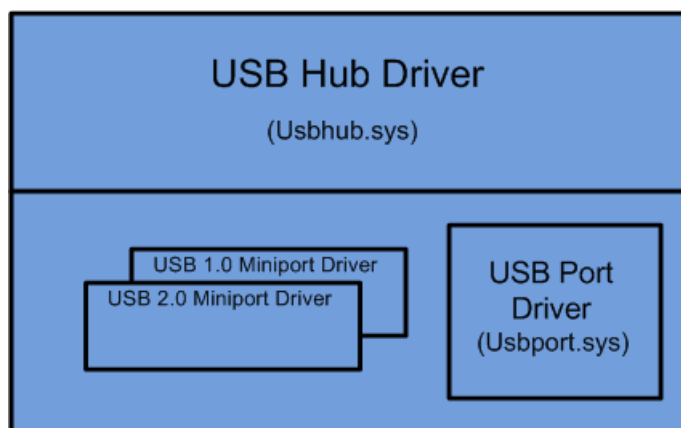 USB Hub Driver
(Usbhub.sys)
USB 1.0 Miniport Driver
USB 2.0 Miniport Driver
USB Port
Driver
(Usbport.sys)